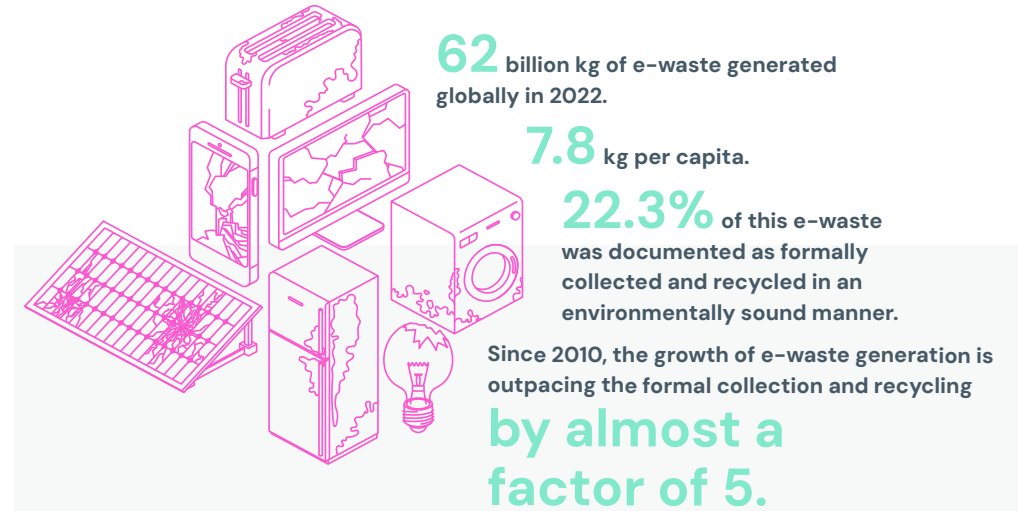 62 billion kg of e-waste generated
globally in 2022.
7.8 kg per capita.
22.3% of this e-waste
was documented as formally
collected and recycled in an
environmentally sound manner.
Since 2010, the growth of e-waste generation is
outpacing the formal collection and recycling
by almost a
factor of 5.